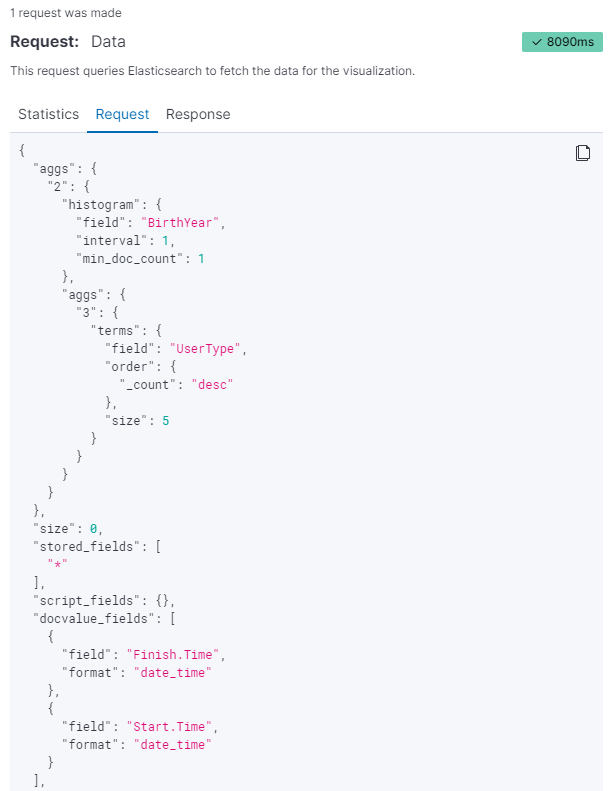 1 request was made
Request: Data
✓ 8090ms
This request queries Elasticsearch to fetch the data for the visualization.
Statistics Request Response
{
  "aggs": {
    "2": {
      "histogram": {
        "field": "BirthYear",
        "interval": 1,
        "min_doc_count": 1
      },
      "aggs": {
        "3": {
          "terms": {
            "field": "UserType",
            "order": {
              "_count": "desc"
            },
            "size": 5
          }
        }
      }
    }
  },
  "size": 0,
  "stored_fields": [
    "*"
  ],
  "script_fields": {},
  "docvalue_fields": [
    {
      "field": "Finish.Time",
      "format": "date_time"
    },
    {
      "field": "Start.Time",
      "format": "date_time"
    }
  ],